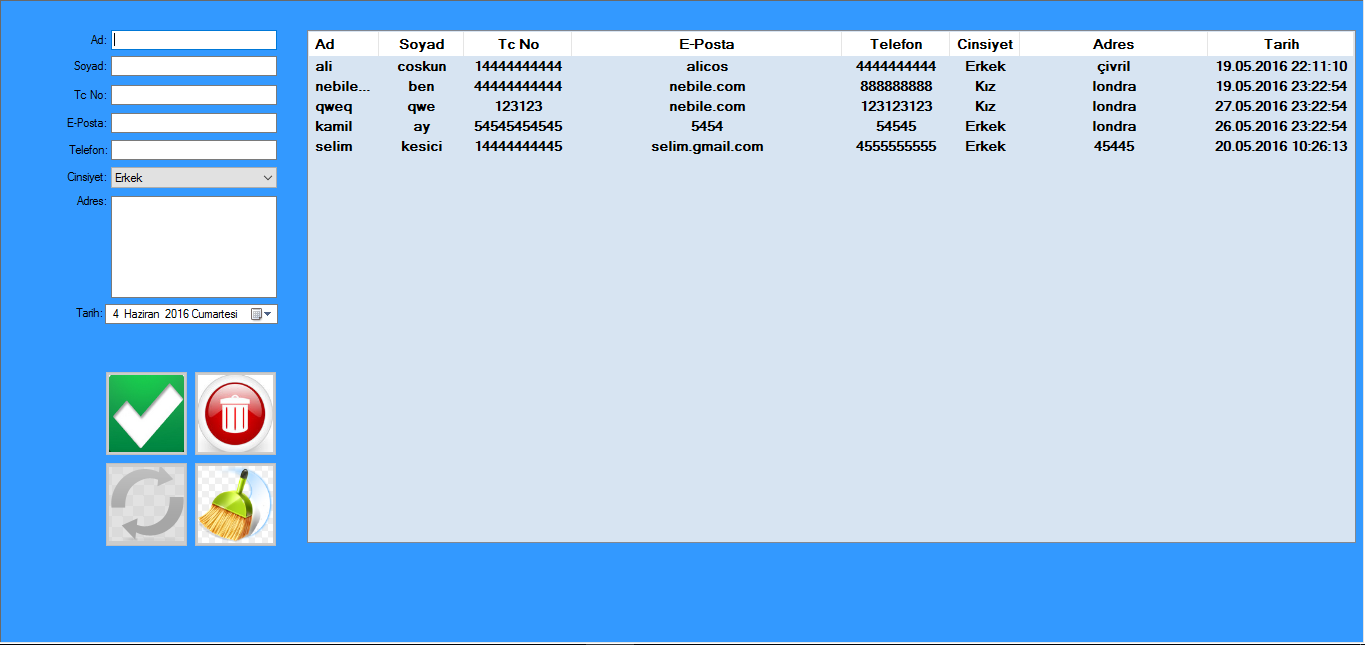 Ad:
Soyad:
Tc No:
E-Posta:
Telefon:
Cinsiyet: Erkek
Adres:
Tarih: 4 Haziran 2016 Cumartesi
Ad Soyad Tc No E-Posta Telefon Cinsiyet Adres Tarih
ali coskun 14444444444 alicos 4444444444 Erkek çivril 19.05.2016 22:11:10
nebile... ben 44444444444 nebile.com 888888888 Kız londra 19.05.2016 23:22:54
qweq qwe 123123 nebile.com 123123123 Kız londra 27.05.2016 23:22:54
kamil ay 54545454545 5454 54545 Erkek londra 26.05.2016 23:22:54
selim kesici 14444444445 selim.gmail.com 4555555555 Erkek 45445 20.05.2016 10:26:13